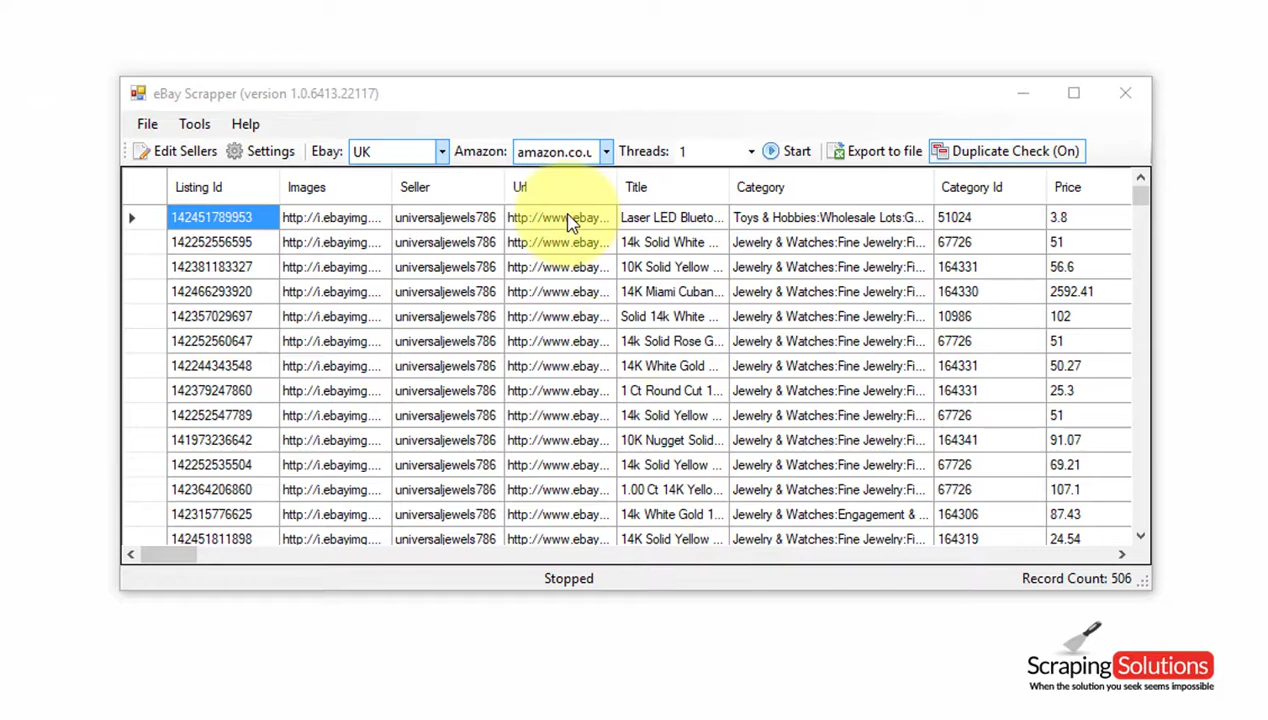 eBay Scrapper (version 1.0.6413.22117)
File Tools Help
Edit Sellers Settings Ebay: UK Amazon: amazon.co.u Threads: 1 Start Export to file Duplicate Check (On)
Listing Id Images Seller Url Title Category Category Id Price
142451789953 http://i.ebayimg.... universaljewels786 http://www.ebay... Laser LED Blueto... Toys & Hobbies:Wholesale Lots:G... 51024 3.8
142252556595 http://i.ebayimg.... universaljewels786 http://www.ebay... 14k Solid White ... Jewelry & Watches:Fine Jewelry:Fi... 67726 51
142381183327 http://i.ebayimg.... universaljewels786 http://www.ebay... 10K Solid Yellow ... Jewelry & Watches:Fine Jewelry:Fi... 164331 56.6
142466293920 http://i.ebayimg.... universaljewels786 http://www.ebay... 14K Miami Cuban... Jewelry & Watches:Fine Jewelry:Fi... 164330 2592.41
142357029697 http://i.ebayimg.... universaljewels786 http://www.ebay... Solid 14k White ... Jewelry & Watches:Fine Jewelry:Fi... 10986 102
142252560647 http://i.ebayimg.... universaljewels786 http://www.ebay... 14k Solid Rose G... Jewelry & Watches:Fine Jewelry:Fi... 67726 51
142244343548 http://i.ebayimg.... universaljewels786 http://www.ebay... 14K White Gold ... Jewelry & Watches:Fine Jewelry:Fi... 164331 50.27
142379247860 http://i.ebayimg.... universaljewels786 http://www.ebay... 1 Ct Round Cut 1... Jewelry & Watches:Fine Jewelry:Fi... 164331 25.3
142252547789 http://i.ebayimg.... universaljewels786 http://www.ebay... 14k Solid Yellow ... Jewelry & Watches:Fine Jewelry:Fi... 67726 51
141973236642 http://i.ebayimg.... universaljewels786 http://www.ebay... 10K Nugget Solid... Jewelry & Watches:Fine Jewelry:Fi... 164341 91.07
142252535504 http://i.ebayimg.... universaljewels786 http://www.ebay... 14k Solid Yellow ... Jewelry & Watches:Fine Jewelry:Fi... 67726 69.21
142364206860 http://i.ebayimg.... universaljewels786 http://www.ebay... 1.00 Ct 14K Yello... Jewelry & Watches:Fine Jewelry:Fi... 67726 107.1
142315776625 http://i.ebayimg.... universaljewels786 http://www.ebay... 14k White Gold 1... Jewelry & Watches:Engagement & ... 164306 87.43
142451811898 http://i.ebayimg.... universaljewels786 http://www.ebay... 14K Solid Yellow ... Jewelry & Watches:Fine Jewelry:Fi... 164319 24.54
Stopped Record Count: 506
Scraping Solutions
When the solution you seek seems impossible